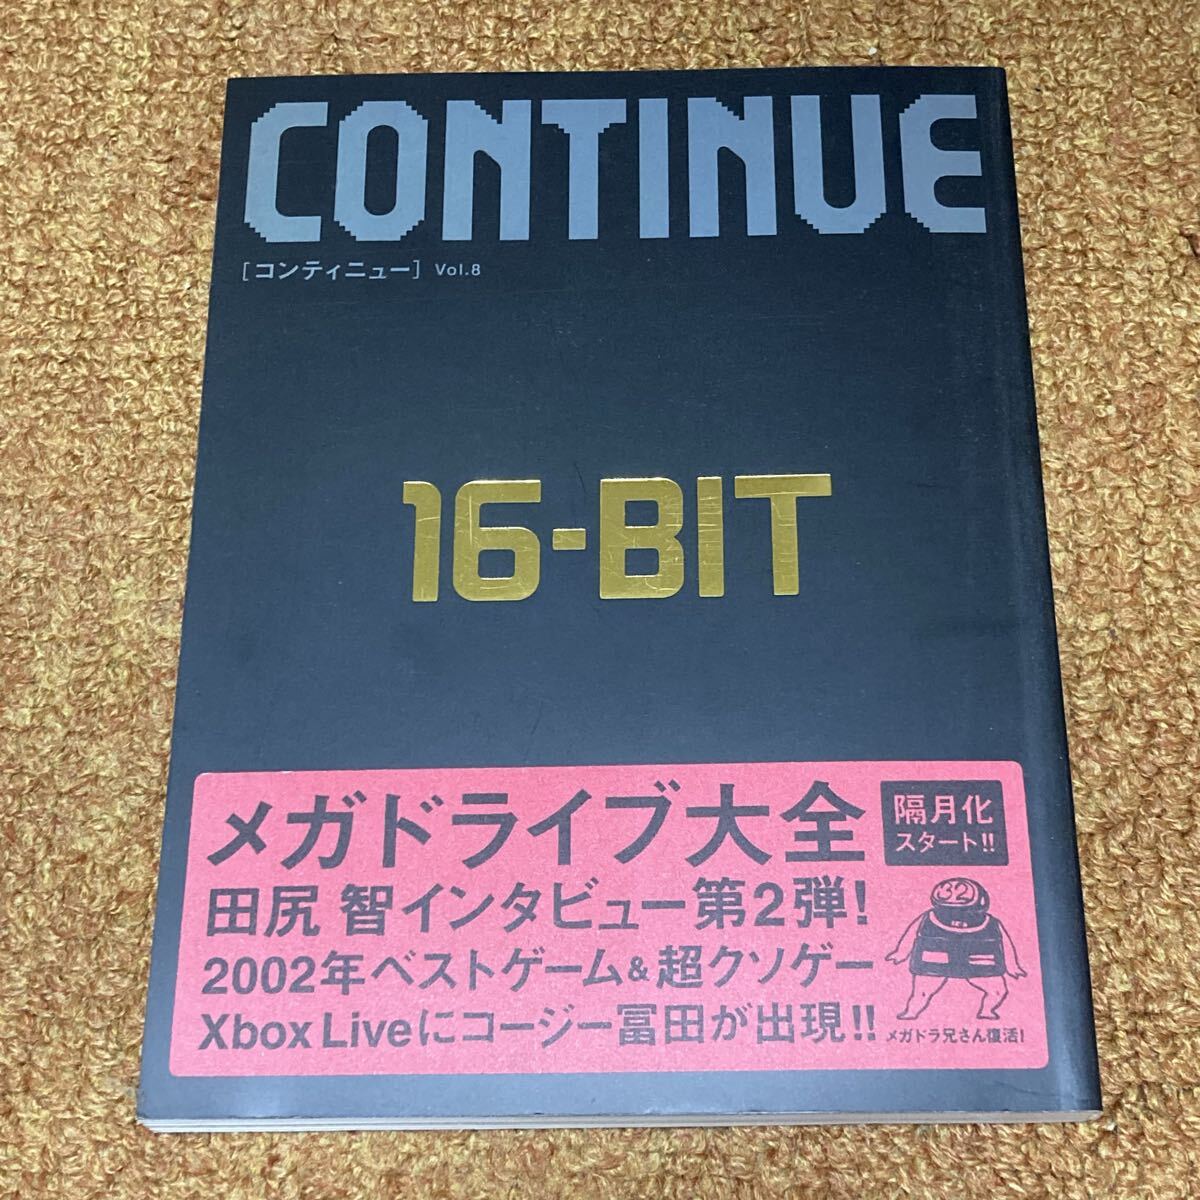 CONTINUE
[コンティニュー] Vol.8
16-BIT
メガドライブ大全
隔月化
スタート!!
田尻 智インタビュー第2弾!
2002年ベストゲーム&超クソゲー
Xbox Liveにコージー冨田が出現!!
32
メガドラ兄さん復活!